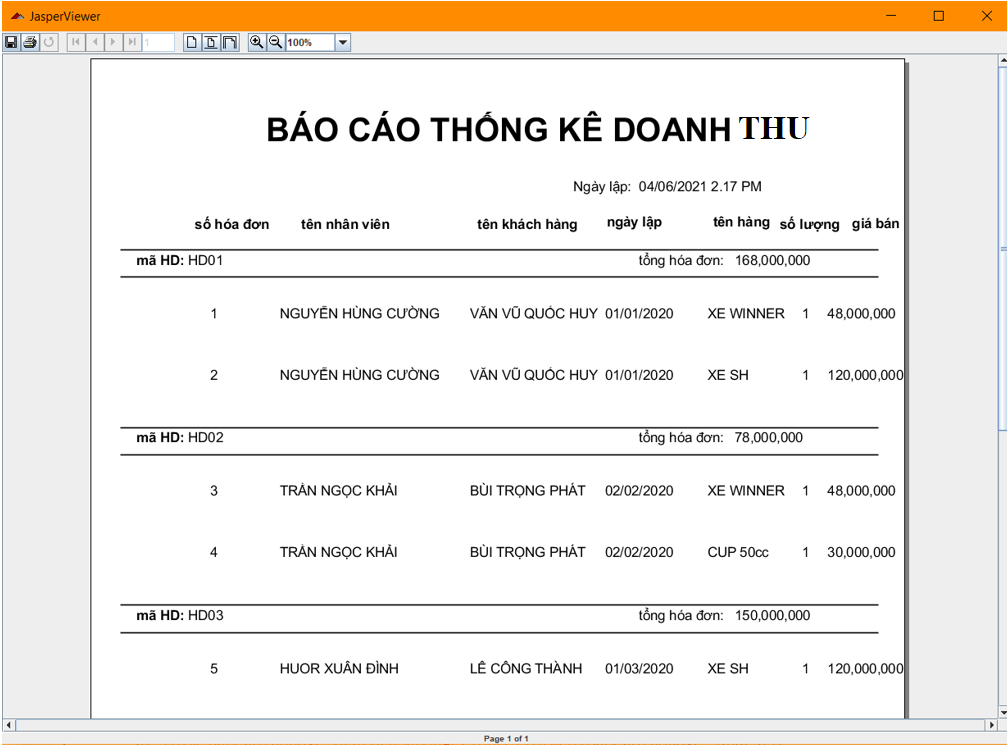 JasperViewer
1
100%
BÁO CÁO THỐNG KÊ DOANH THU
Ngày lập: 04/06/2021 2.17 PM
số hóa đơn tên nhân viên tên khách hàng ngày lập tên hàng số lượng giá bán
mã HD: HD01 tổng hóa đơn: 168,000,000
1 NGUYỄN HÙNG CƯỜNG VĂN VŨ QUỐC HUY 01/01/2020 XE WINNER 1 48,000,000
2 NGUYỄN HÙNG CƯỜNG VĂN VŨ QUỐC HUY 01/01/2020 XE SH 1 120,000,000
mã HD: HD02 tổng hóa đơn: 78,000,000
3 TRẦN NGỌC KHẢI BÙI TRỌNG PHÁT 02/02/2020 XE WINNER 1 48,000,000
4 TRẦN NGỌC KHẢI BÙI TRỌNG PHÁT 02/02/2020 CUP 50cc 1 30,000,000
mã HD: HD03 tổng hóa đơn: 150,000,000
5 HUOR XUÂN ĐÌNH LÊ CÔNG THÀNH 01/03/2020 XE SH 1 120,000,000
Page 1 of 1